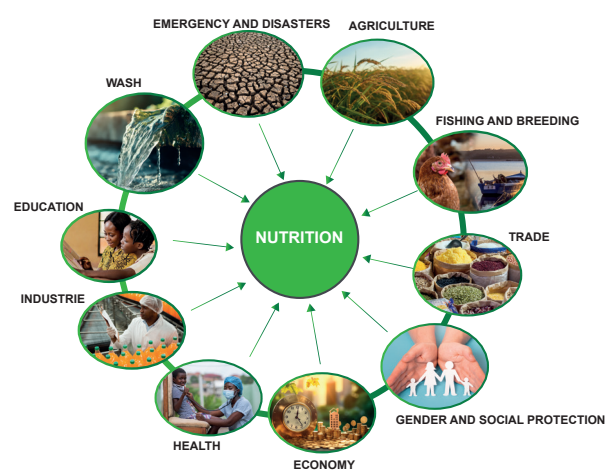 EMERGENCY AND DISASTERS
AGRICULTURE
WASH
FISHING AND BREEDING
EDUCATION
NUTRITION
TRADE
INDUSTRIE
GENDER AND SOCIAL PROTECTION
HEALTH
ECONOMY